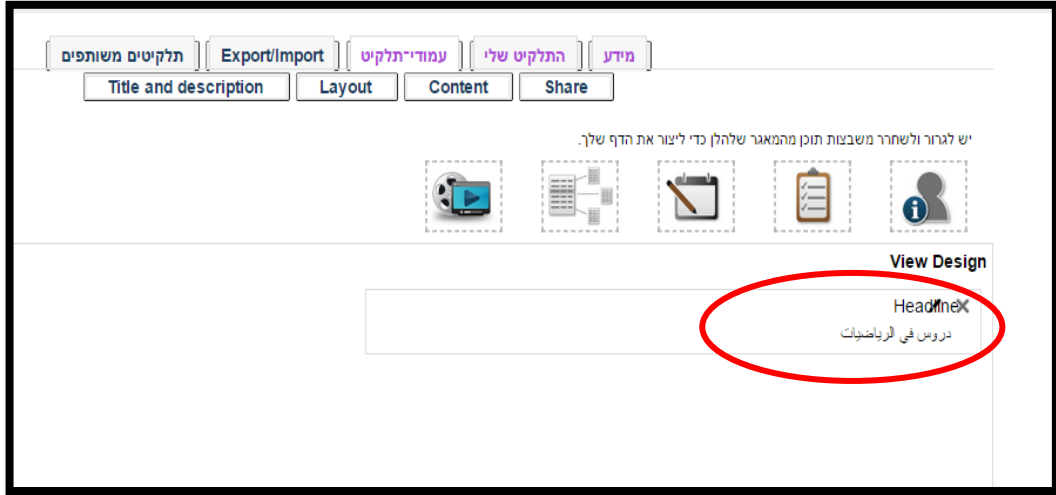 מידע
התלקיט שלי
עמודי־תלקיט
Export/Import
תלקיטים משותפים
Title and description
Layout
Content
Share
יש לגרור ולשחרר משבצות תוכן מהמאגר שלהלן כדי ליצור את הדף שלך.
View Design
Headline
دروس في الرياضيات